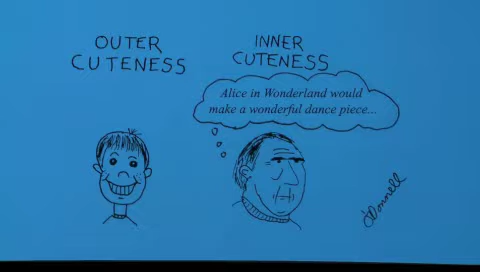 OUTER
CUTENESS
INNER
CUTENESS
Alice in Wonderland would
make a wonderful dance piece...
O'Donnell